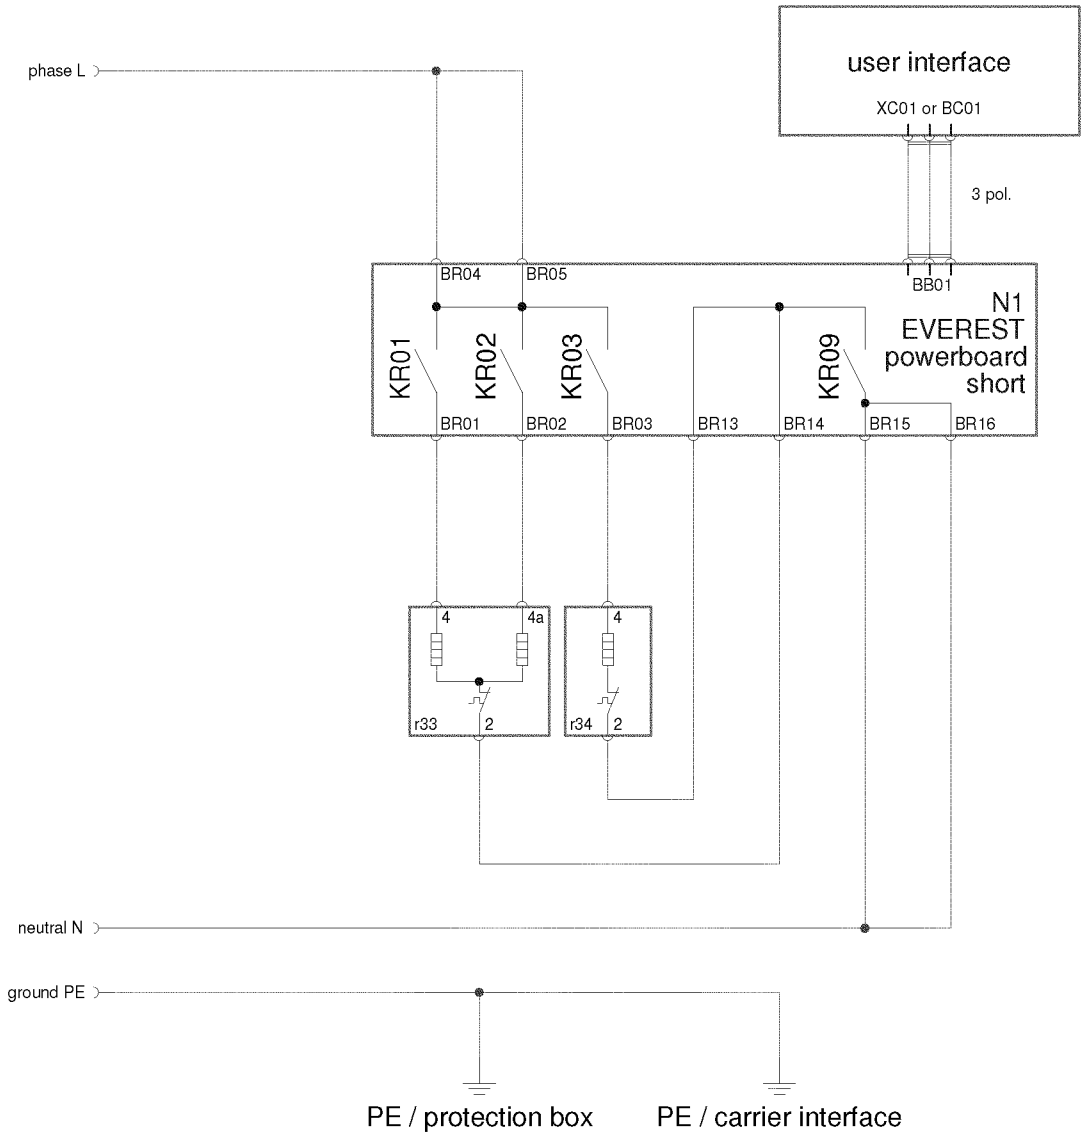 user interface
phase L
XC01 or BC01
3 pol.
BR04
BR05
BB01
N1
EVEREST
powerboard
short
KR01
KR02
KR03
KR09
BR01
BR02
BR03
BR13
BR14
BR15
BR16
4
4a
4
r33
2
r34
2
neutral N
ground PE
PE / protection box
PE / carrier interface